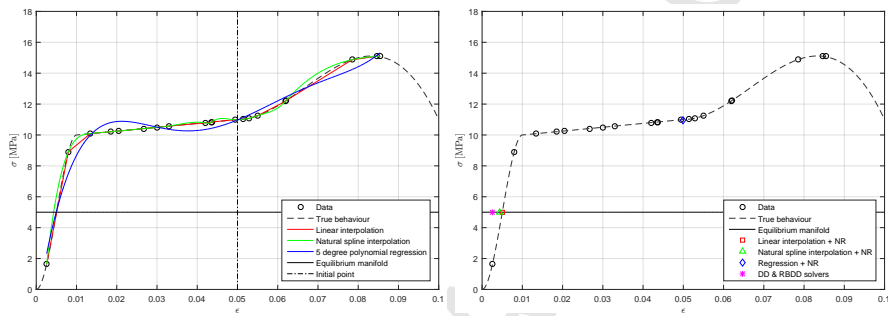 18
16
14
12
10
8
6
4
2
0
σ [MPa]
0
0.01
0.02
0.03
0.04
0.05
0.06
0.07
0.08
0.09
0.1
ϵ
Data
True behaviour
Linear interpolation
Natural spline interpolation
5 degree polynomial regression
Equilibrium manifold
Initial point
18
16
14
12
10
8
6
4
2
0
σ [MPa]
0
0.01
0.02
0.03
0.04
0.05
0.06
0.07
0.08
0.09
0.1
ϵ
Data
True behaviour
Equilibrium manifold
Linear interpolation + NR
Natural spline interpolation + NR
Regression + NR
DD & RBDD solvers